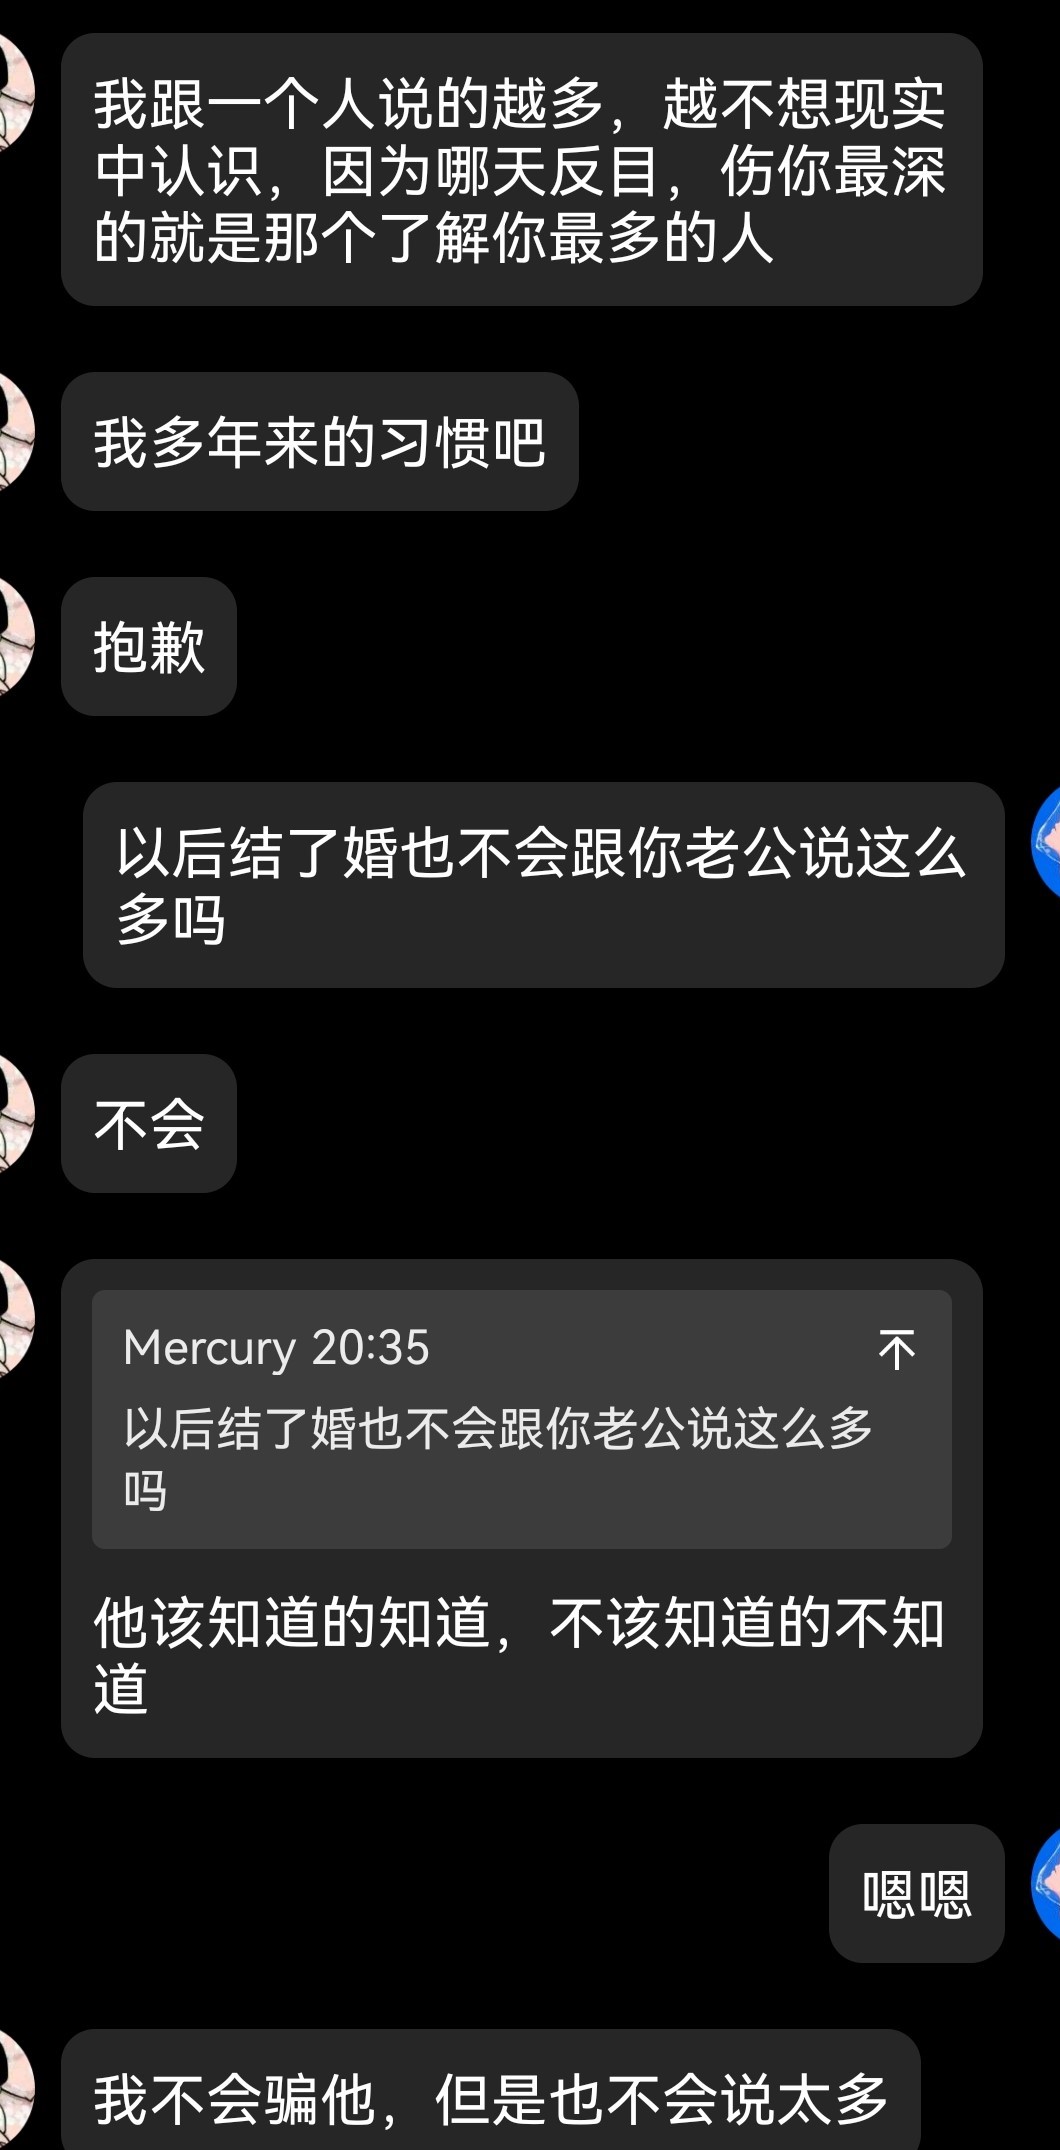 我跟一个人说的越多，越不想现实
中认识，因为哪天反目，伤你最深
的就是那个了解你最多的人
我多年来的习惯吧
抱歉
以后结了婚也不会跟你老公说这么
多吗
不会
Mercury 20:35
以后结了婚也不会跟你老公说这么多
吗
他该知道的知道，不该知道的不知
道
嗯嗯
我不会骗他，但是也不会说太多